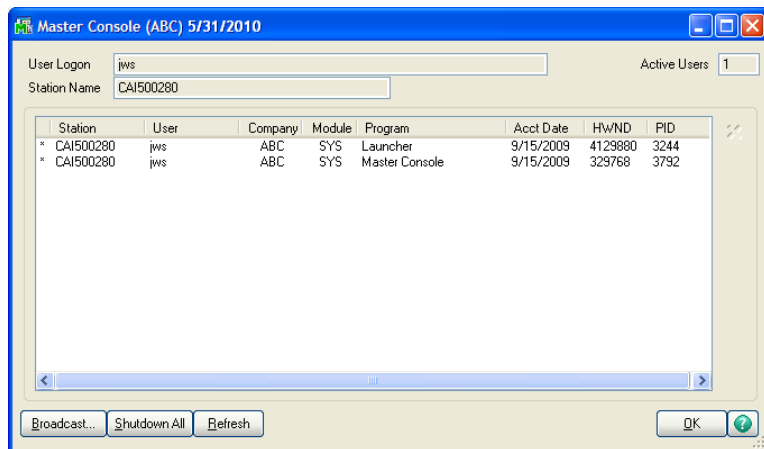 Master Console (ABC) 5/31/2010
User Logon jws Active Users 1
Station Name CAI500280
Station User Company Module Program Acct Date HWND PID
* CAI500280 jws ABC SYS Launcher 9/15/2009 4129880 3244
* CAI500280 jws ABC SYS Master Console 9/15/2009 329768 3792
Broadcast... Shutdown All Refresh OK ?